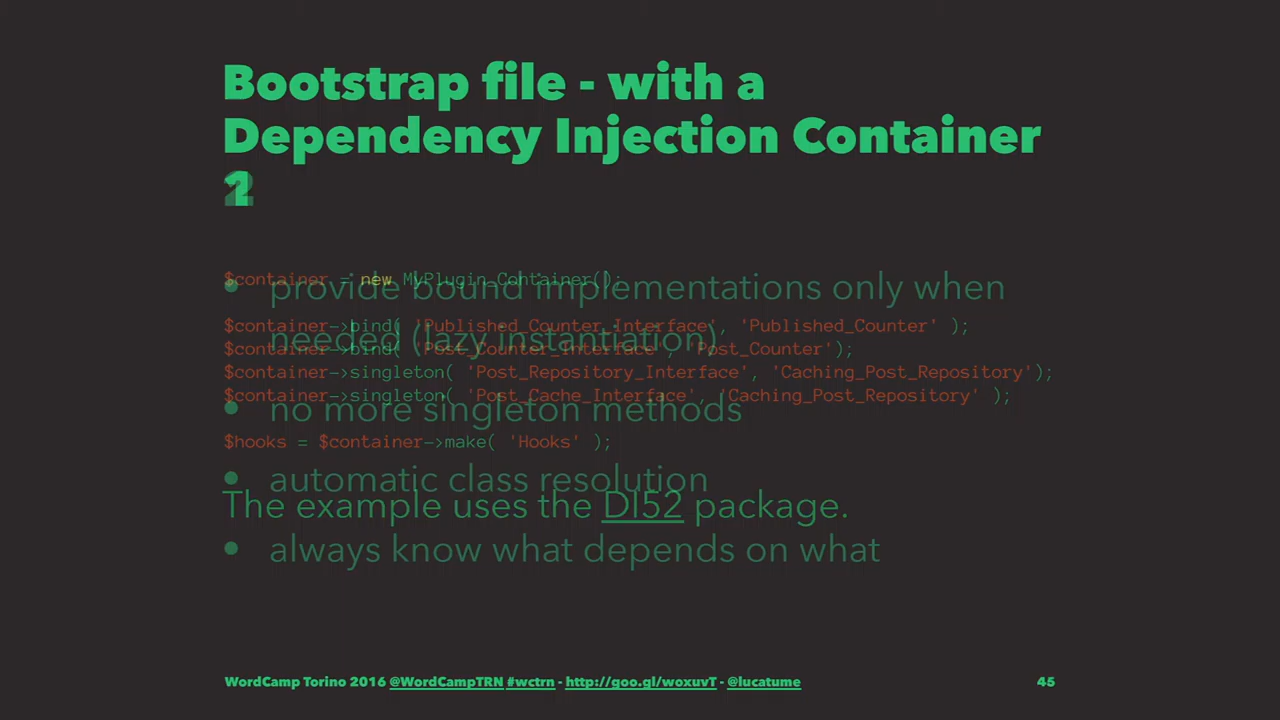 Bootstrap file - with a
Dependency Injection Container
1
2
$container = new MyPlugin_Container();
$container->bind( 'Published_Counter_Interface', 'Published_Counter' );
$container->bind( 'Post_Counter_Interface', 'Post_Counter');
$container->singleton( 'Post_Repository_Interface', 'Caching_Post_Repository');
$container->singleton( 'Post_Cache_Interface', 'Caching_Post_Repository' );
$hooks = $container->make( 'Hooks' );
The example uses the DI52 package.
• provide bound implementations only when
needed (lazy instantiation)
• no more singleton methods
• automatic class resolution
• always know what depends on what
WordCamp Torino 2016 @WordCampTRN #wctrn - http://goo.gl/woxuvT - @lucatume
45